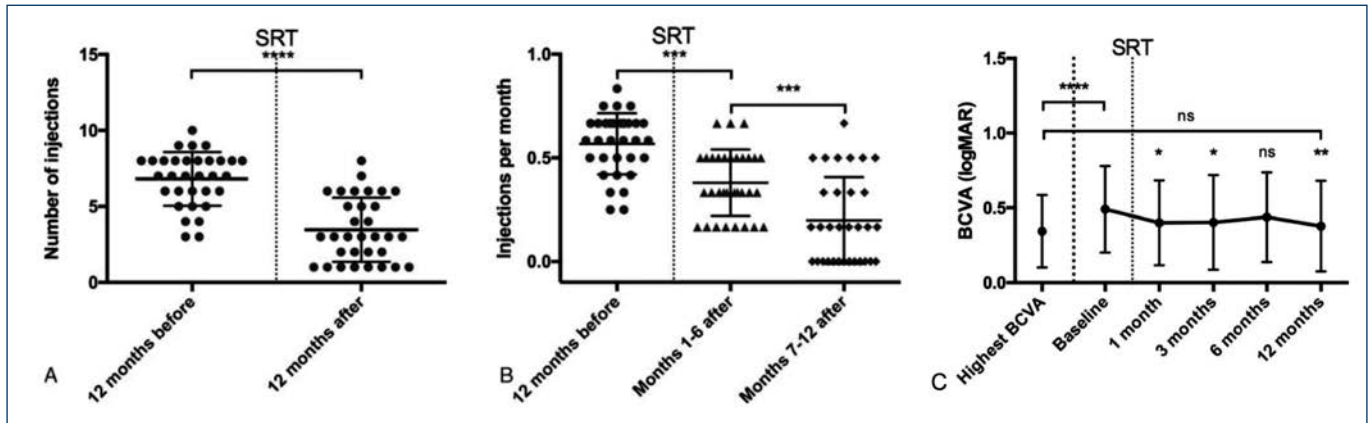 SRT
****
Number of injections
15
10
5
0
12 months before
12 months after
A
SRT
***
***
Injections per month
1.0
0.5
0.0
12 months before
Months 1-6 after
Months 7-12 after
B
SRT
****
ns
*
*
ns
**
BCVA (logMAR)
1.5
1.0
0.5
0.0
Highest BCVA
Baseline
1 month
3 months
6 months
12 months
C